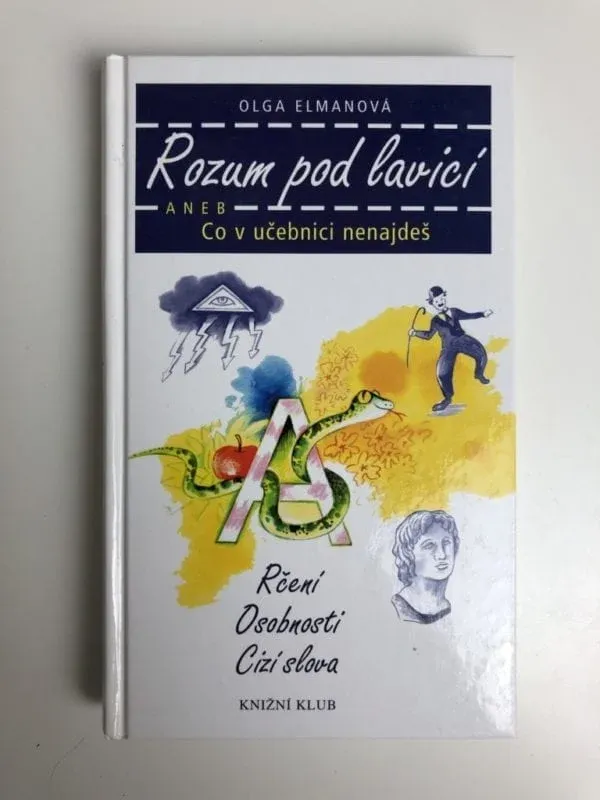 OLGA ELMANOVÁ
Rozum pod lavicí
ANEB
Co v učebnici nenajdeš
A
Rčení
Osobnosti
Cizí slova
KNIŽNÍ KLUB